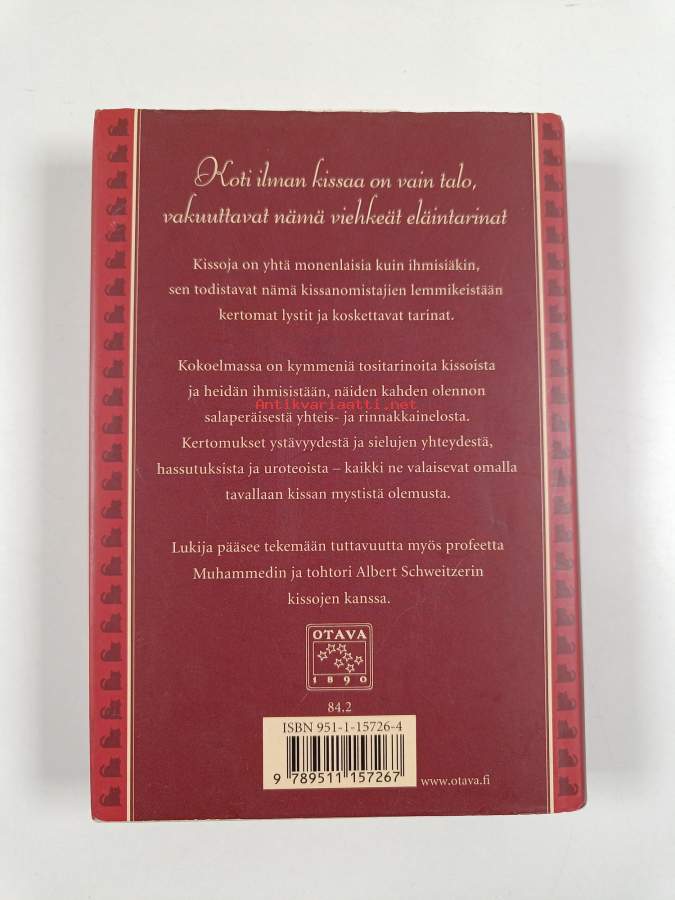 Koti ilman kissaa on vain talo,
vakuuttavat nämä viehkeät eläintarinat
Kissoja on yhtä monenlaisia kuin ihmisiäkin,
sen todistavat nämä kissanomistajien lemmikeistään
kertomat lystit ja koskettavat tarinat.
Kokoelmassa on kymmeniä tositarinoita kissoista
ja heidän ihmisistään, näiden kahden olennon
Antikvariaatti.net
salaperäisestä yhteis- ja rinnakkainelosta.
Kertomukset ystävyydestä ja sielujen yhteydestä,
hassutuksista ja uroteoista – kaikki ne valaisevat omalla
tavallaan kissan mystistä olemusta.
Lukija pääsee tekemään tuttavuutta myös profeetta
Muhammedin ja tohtori Albert Schweitzerin
kissojen kanssa.
OTAVA
1890
84.2
ISBN 951-1-15726-4
9 789511 157267
www.otava.fi